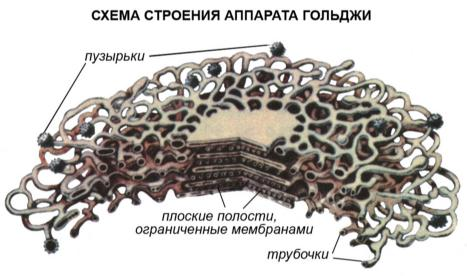 СХЕМА СТРОЕНИЯ АППАРАТА ГОЛЬДЖИ
пузырьки
плоские полости,
ограниченные мембранами
трубочки